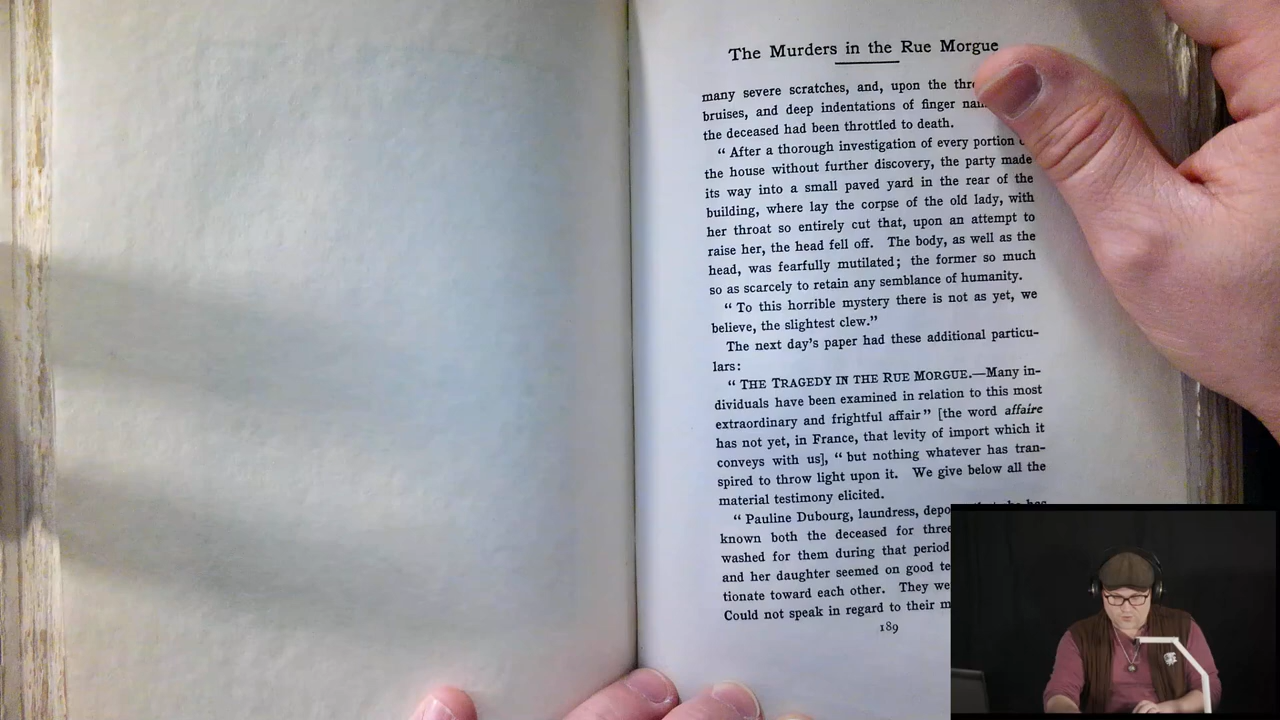 The Murders in the Rue Morgue
many severe scratches, and, upon the
bruises, and deep indentations of finger
the deceased had been throttled to death.
“ After a thorough investigation of every portion
the house without further discovery, the party made
its way into a small paved yard in the rear of the
building, where lay the corpse of the old lady, with
her throat so entirely cut that, upon an attempt to
raise her, the head fell off. The body, as well as the
head, was fearfully mutilated; the former so much
so as scarcely to retain any semblance of humanity.
“ To this horrible mystery there is not as yet, we
believe, the slightest clew.”
The next day’s paper had these additional particu-
lars:
“ THE TRAGEDY IN THE RUE MORGUE.—Many in-
dividuals have been examined in relation to this most
extraordinary and frightful affair” [the word affaire
has not yet, in France, that levity of import which it
conveys with us], “ but nothing whatever has tran-
spired to throw light upon it. We give below all the
material testimony elicited.
“ Pauline Dubourg, laundress,
known both the deceased for three
washed for them during that period
and her daughter seemed on good
tionate toward each other. They
Could not speak in regard to their
189